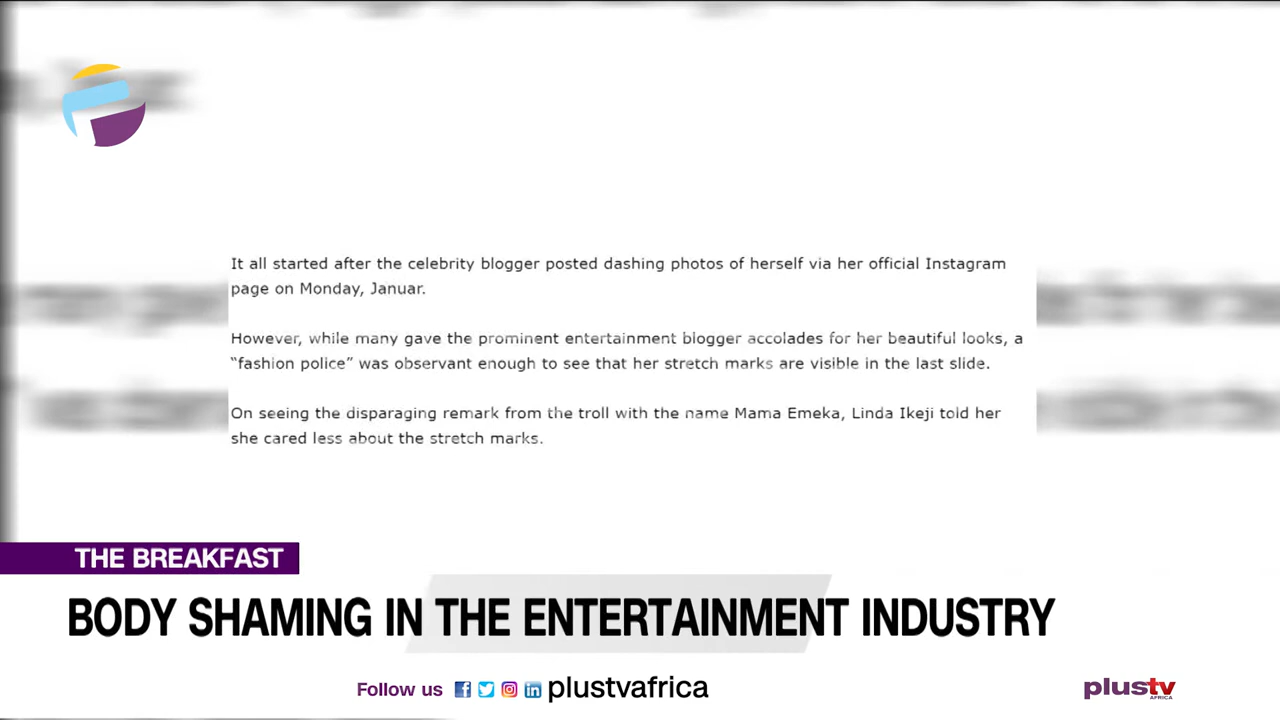 It all started after the celebrity blogger posted dashing photos of herself via her official Instagram
page on Monday, Januar.
However, while many gave the prominent entertainment blogger accolades for her beautiful looks, a
“fashion police” was observant enough to see that her stretch marks are visible in the last slide.
On seeing the disparaging remark from the troll with the name Mama Emeka, Linda Ikeji told her
she cared less about the stretch marks.
THE BREAKFAST
BODY SHAMING IN THE ENTERTAINMENT INDUSTRY
Follow us plustvafrica
plustv
AFRICA